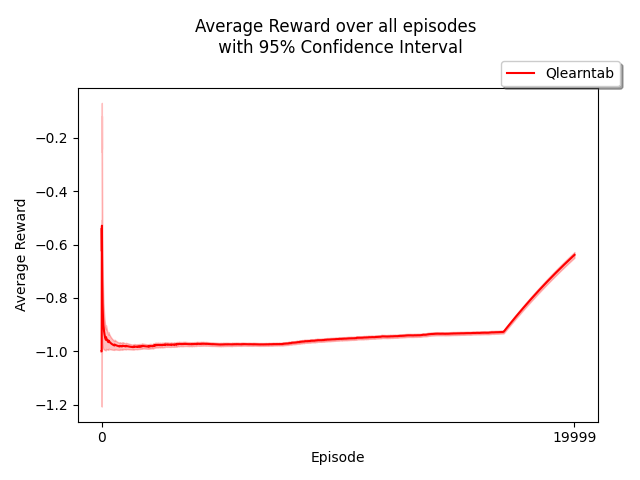 Average Reward over all episodes
with 95% Confidence Interval
Qlearntab
Average Reward
−0.2
−0.4
−0.6
−0.8
−1.0
−1.2
0
19999
Episode